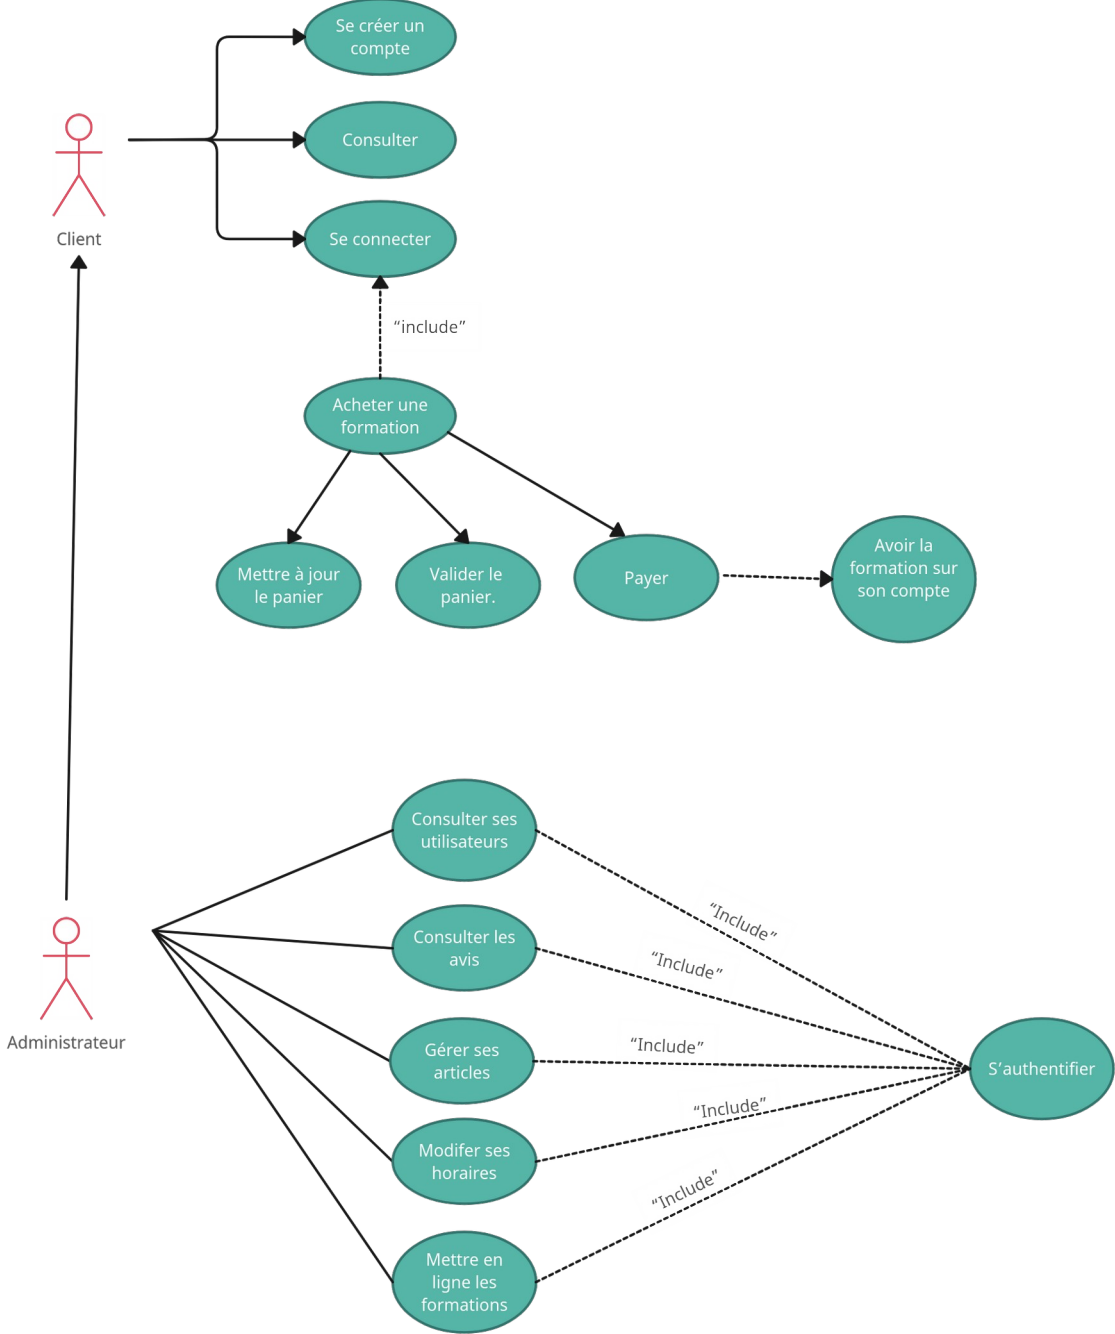 Se créer un
compte
Consulter
Client
Se connecter
“include”
Acheter une
formation
Mettre à jour
le panier
Valider le
panier.
Payer
Avoir la
formation sur
son compte
Consulter ses
utilisateurs
“Include”
Consulter les
avis
“Include”
Administrateur
Gérer ses
articles
“Include”
S’authentifier
Modifer ses
horaires
“Include”
Mettre en
ligne les
formations
“Include”